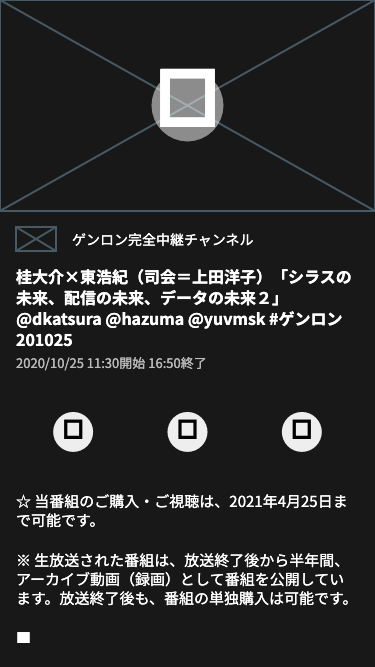 ゲンロン完全中継チャンネル
桂大介×東浩紀（司会＝上田洋子）「シラスの
未来、配信の未来、データの未来２」
@dkatsura @hazuma @yuvmsk #ゲンロン
201025
2020/10/25 11:30開始 16:50終了
☆ 当番組のご購入・ご視聴は、2021年4月25日ま
で可能です。
※ 生放送された番組は、放送終了後から半年間、
アーカイブ動画（録画）として番組を公開してい
ます。放送終了後も、番組の単独購入は可能です。